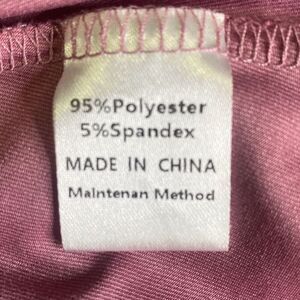 95%Polyester
5%Spandex
MADE IN CHINA
Maintenan Method